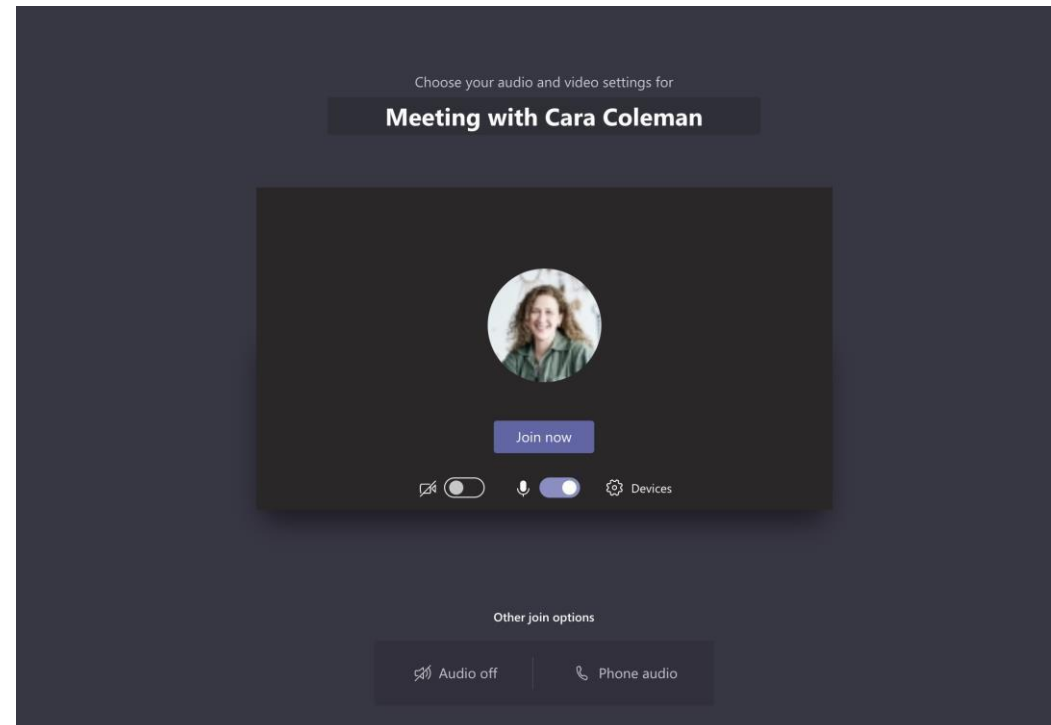 Choose your audio and video settings for
Meeting with Cara Coleman
Join now
Devices
Other join options
Audio off
Phone audio